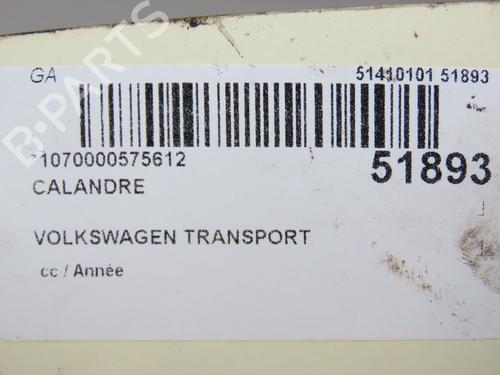 GA 51410101 51893
*1070000575612 51893
CALANDRE
VOLKSWAGEN TRANSPORT
cc / Année
B-PARTS